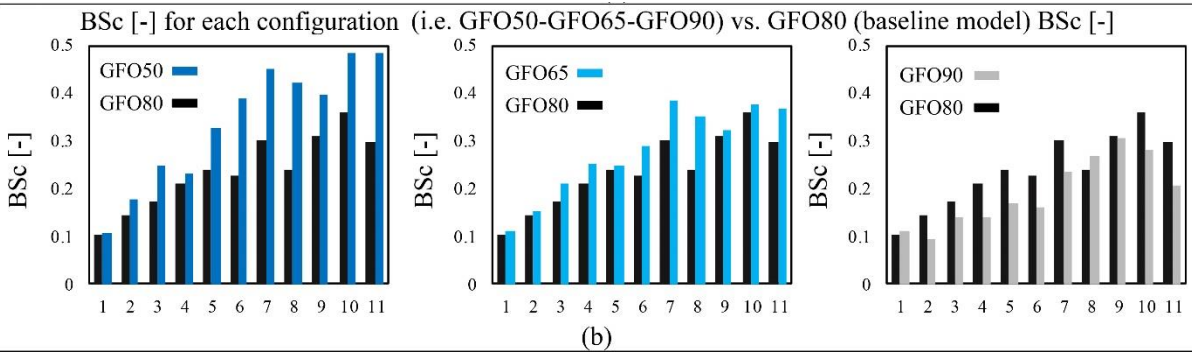 BSc [-] for each configuration (i.e. GFO50-GFO65-GFO90) vs. GFO80 (baseline model) BSc [-]
BSc [-]
0.5
0.4
0.3
0.2
0.1
0
GFO50
GFO80
1 2 3 4 5 6 7 8 9 10 11
BSc [-]
0.5
0.4
0.3
0.2
0.1
0
GFO65
GFO80
1 2 3 4 5 6 7 8 9 10 11
BSc [-]
0.5
0.4
0.3
0.2
0.1
0
GFO90
GFO80
1 2 3 4 5 6 7 8 9 10 11
(b)